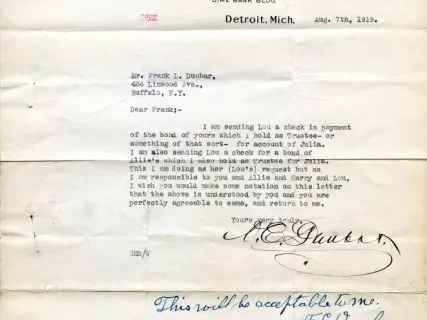 DIME BANK BLDG.
COPY
Detroit, Mich. Aug. 7th, 1919.
Mr. Frank L. Dunbar,
436 Linwood Ave.,
Buffalo, N.Y.
Dear Frank:-
I am sending Lou a check in payment
of the bond of yours which I hold as Trustee- or
something of that sort- for account of Julia.
I am also sending Lou a check for a bond of
Allie's which I also hold as Trustee for Julia.
This I am doing as her (Lou's) request but as
I am responsible to you and Allie and Harry and Lou,
I wish you would make some notation on this letter
that the above is understood by you and you are
perfectly agreeable to same, and return to me.
Yours very truly,
DED/W
This will be acceptable to me.